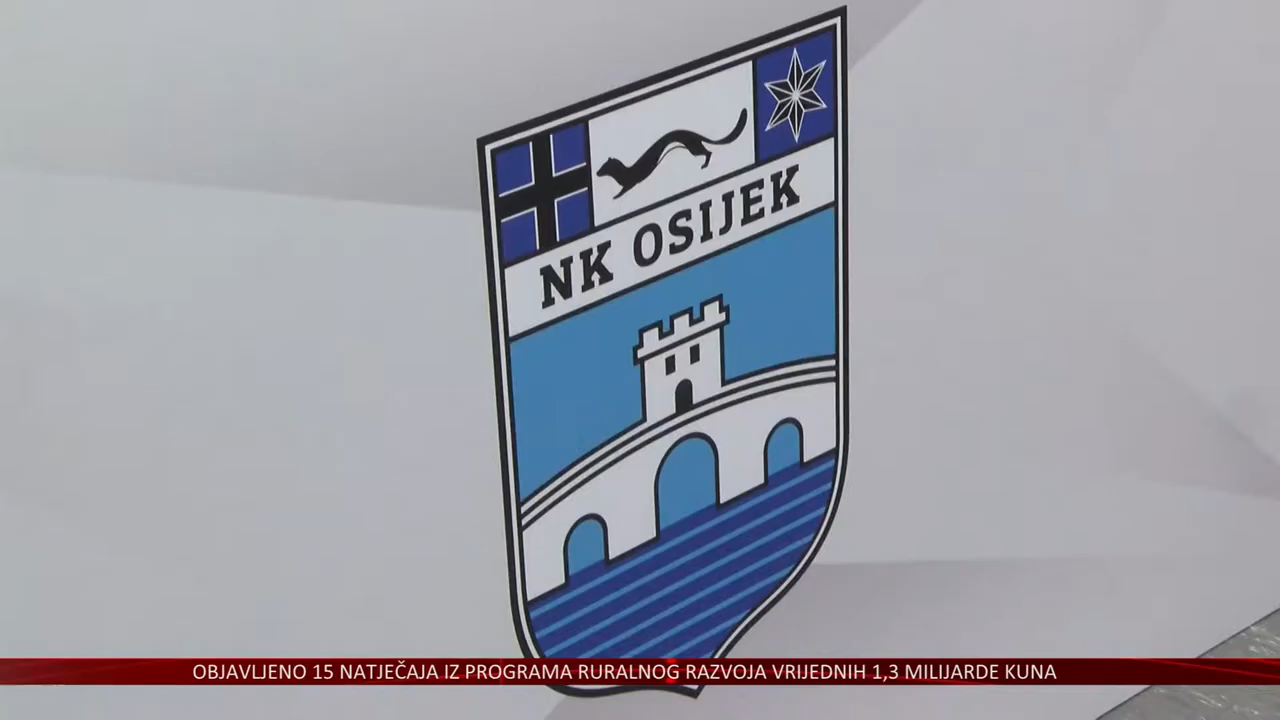 NK OSIJEK
OBJAVLJENO 15 NATJEČAJA IZ PROGRAMA RURALNOG RAZVOJA VRIJEDNIH 1,3 MILIJARDE KUNA